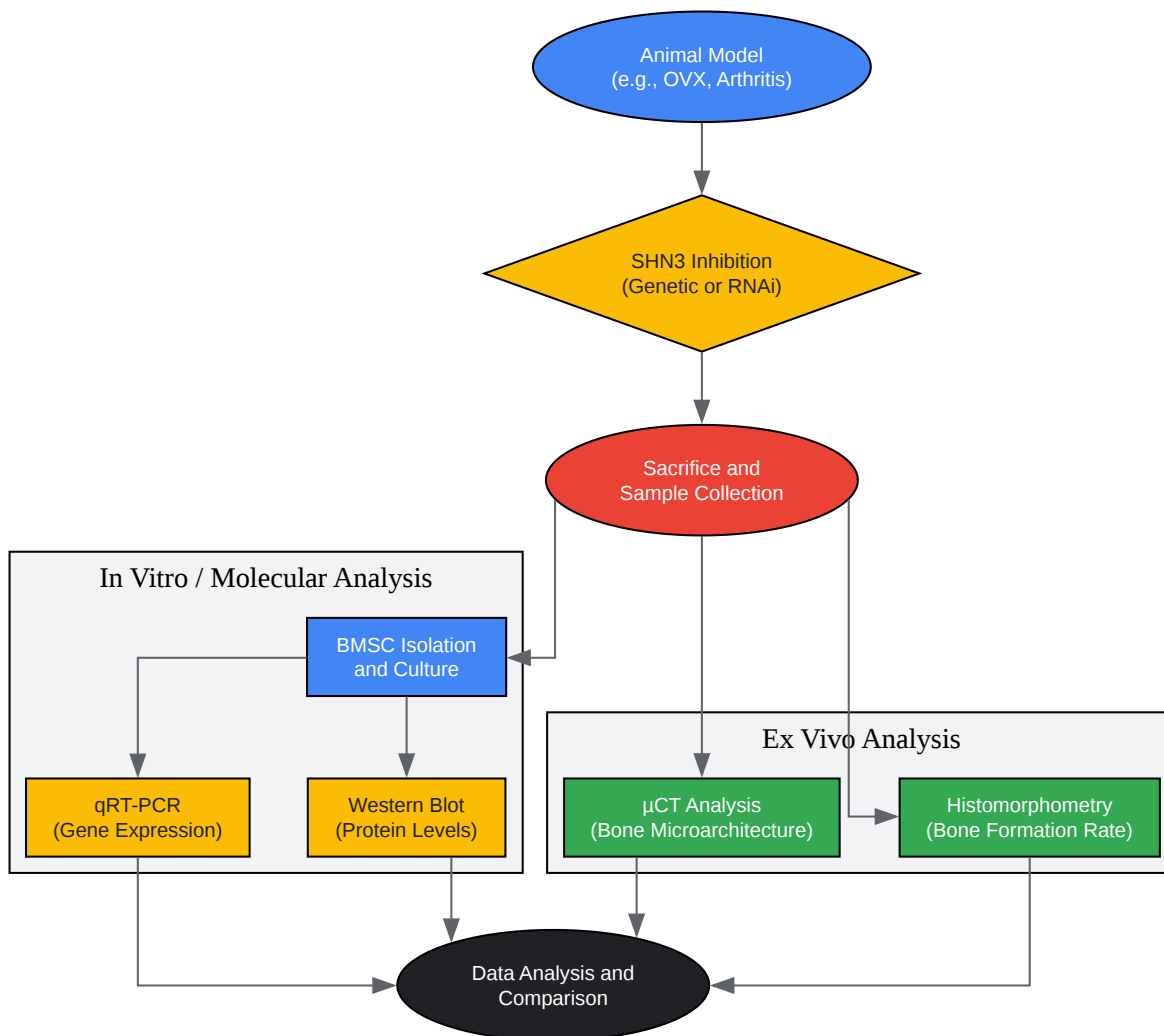 Animal Model
(e.g., OVX, Arthritis)
SHN3 Inhibition
(Genetic or RNAi)
Sacrifice and
Sample Collection
In Vitro / Molecular Analysis
BMSC Isolation
and Culture
Ex Vivo Analysis
qRT-PCR
(Gene Expression)
Western Blot
(Protein Levels)
µCT Analysis
(Bone Microarchitecture)
Histomorphometry
(Bone Formation Rate)
Data Analysis and
Comparison